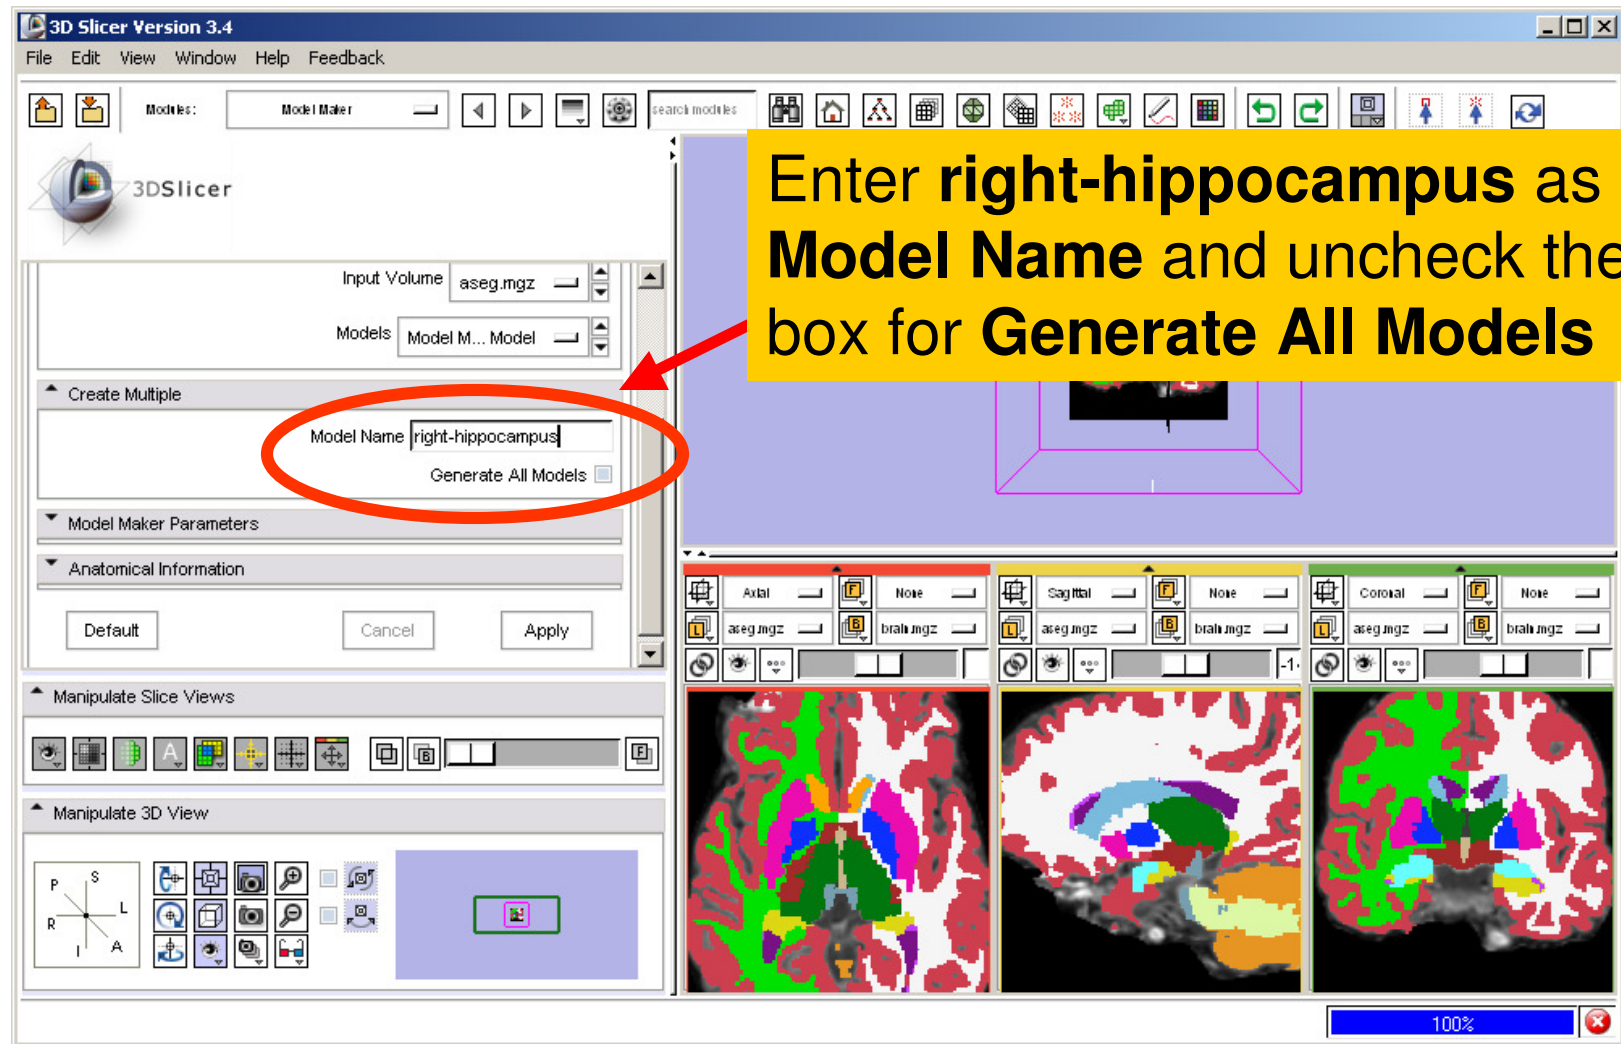 3D Slicer Version 3.4
File Edit View Window Help Feedback
Modules: Model Maker search modules
3DSlicer
Enter right-hippocampus as
Model Name and uncheck the
box for Generate All Models
Input Volume aseg.mgz
Models Model M... Model
Create Multiple
Model Name right-hippocampus
Generate All Models
Model Maker Parameters
Anatomical Information
Default Cancel Apply
Axial F None Sagittal F None Coronal F None
L aseg.mgz B brain.mgz L aseg.mgz B brain.mgz L aseg.mgz B brain.mgz
-1
Manipulate Slice Views
A B F
Manipulate 3D View
P S
R L
I A
100%